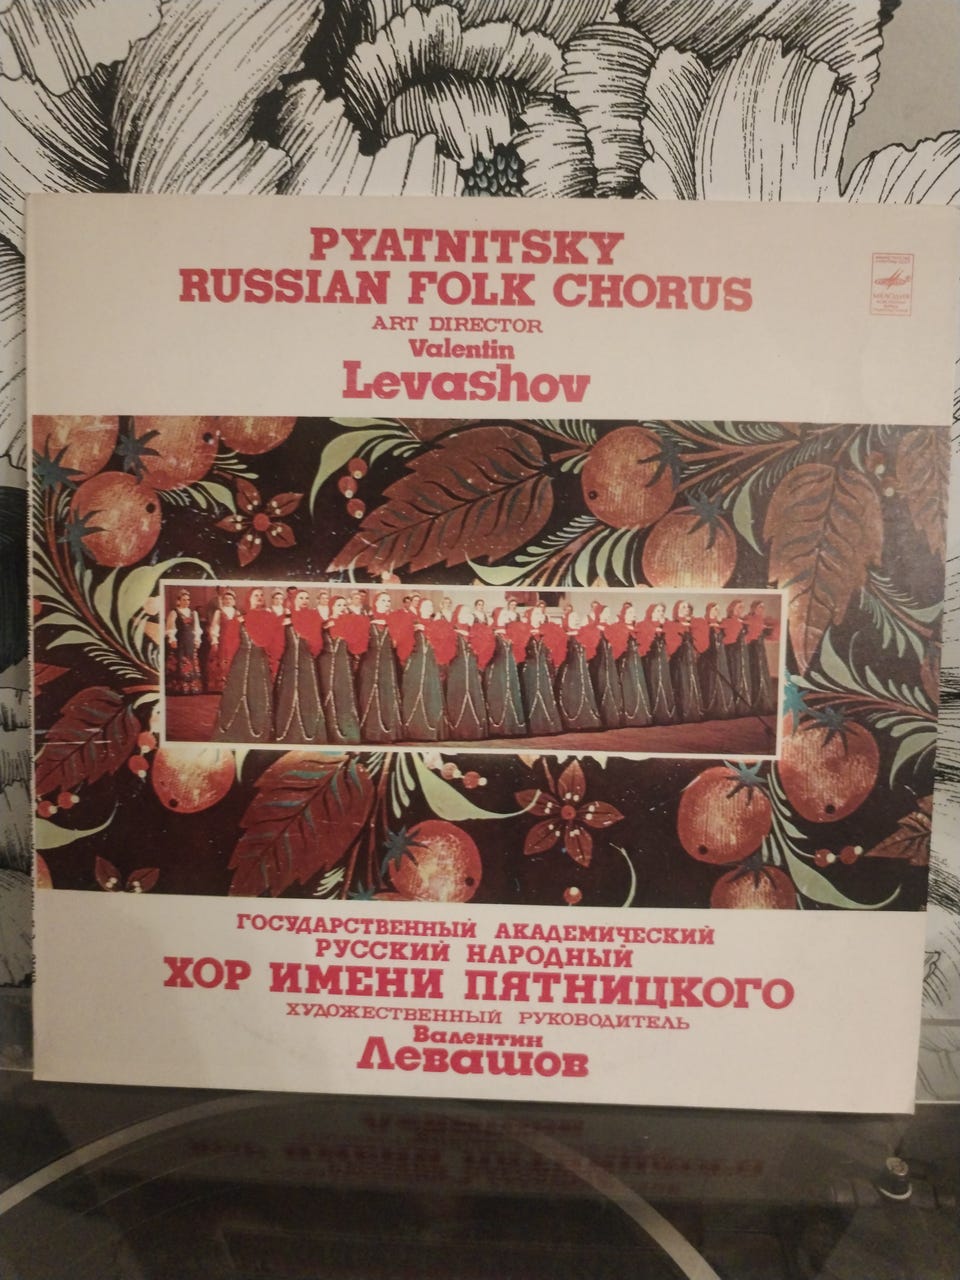 PYATNITSKY
RUSSIAN FOLK CHORUS
ART DIRECTOR
Valentin
Levashov
МЕЛОДИЯ
ГОСУДАРСТВЕННЫЙ АКАДЕМИЧЕСКИЙ
РУССКИЙ НАРОДНЫЙ
ХОР ИМЕНИ ПЯТНИЦКОГО
ХУДОЖЕСТВЕННЫЙ РУКОВОДИТЕЛЬ
Валентин
Левашов